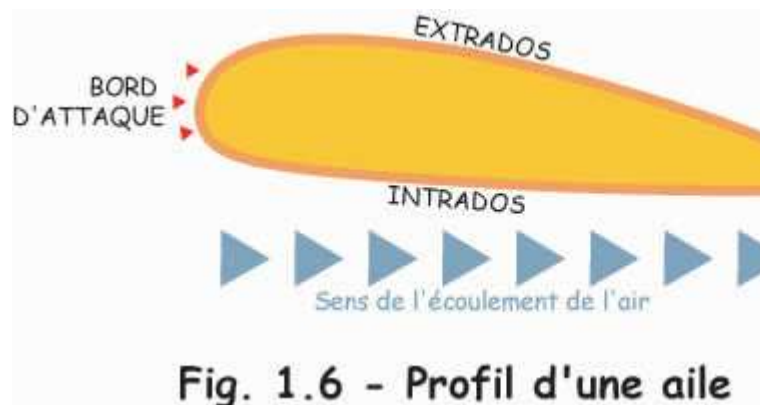 EXTRADOS
BORD
D'ATTAQUE
INTRADOS
Sens de l'écoulement de l'air
Fig. 1.6 - Profil d'une aile